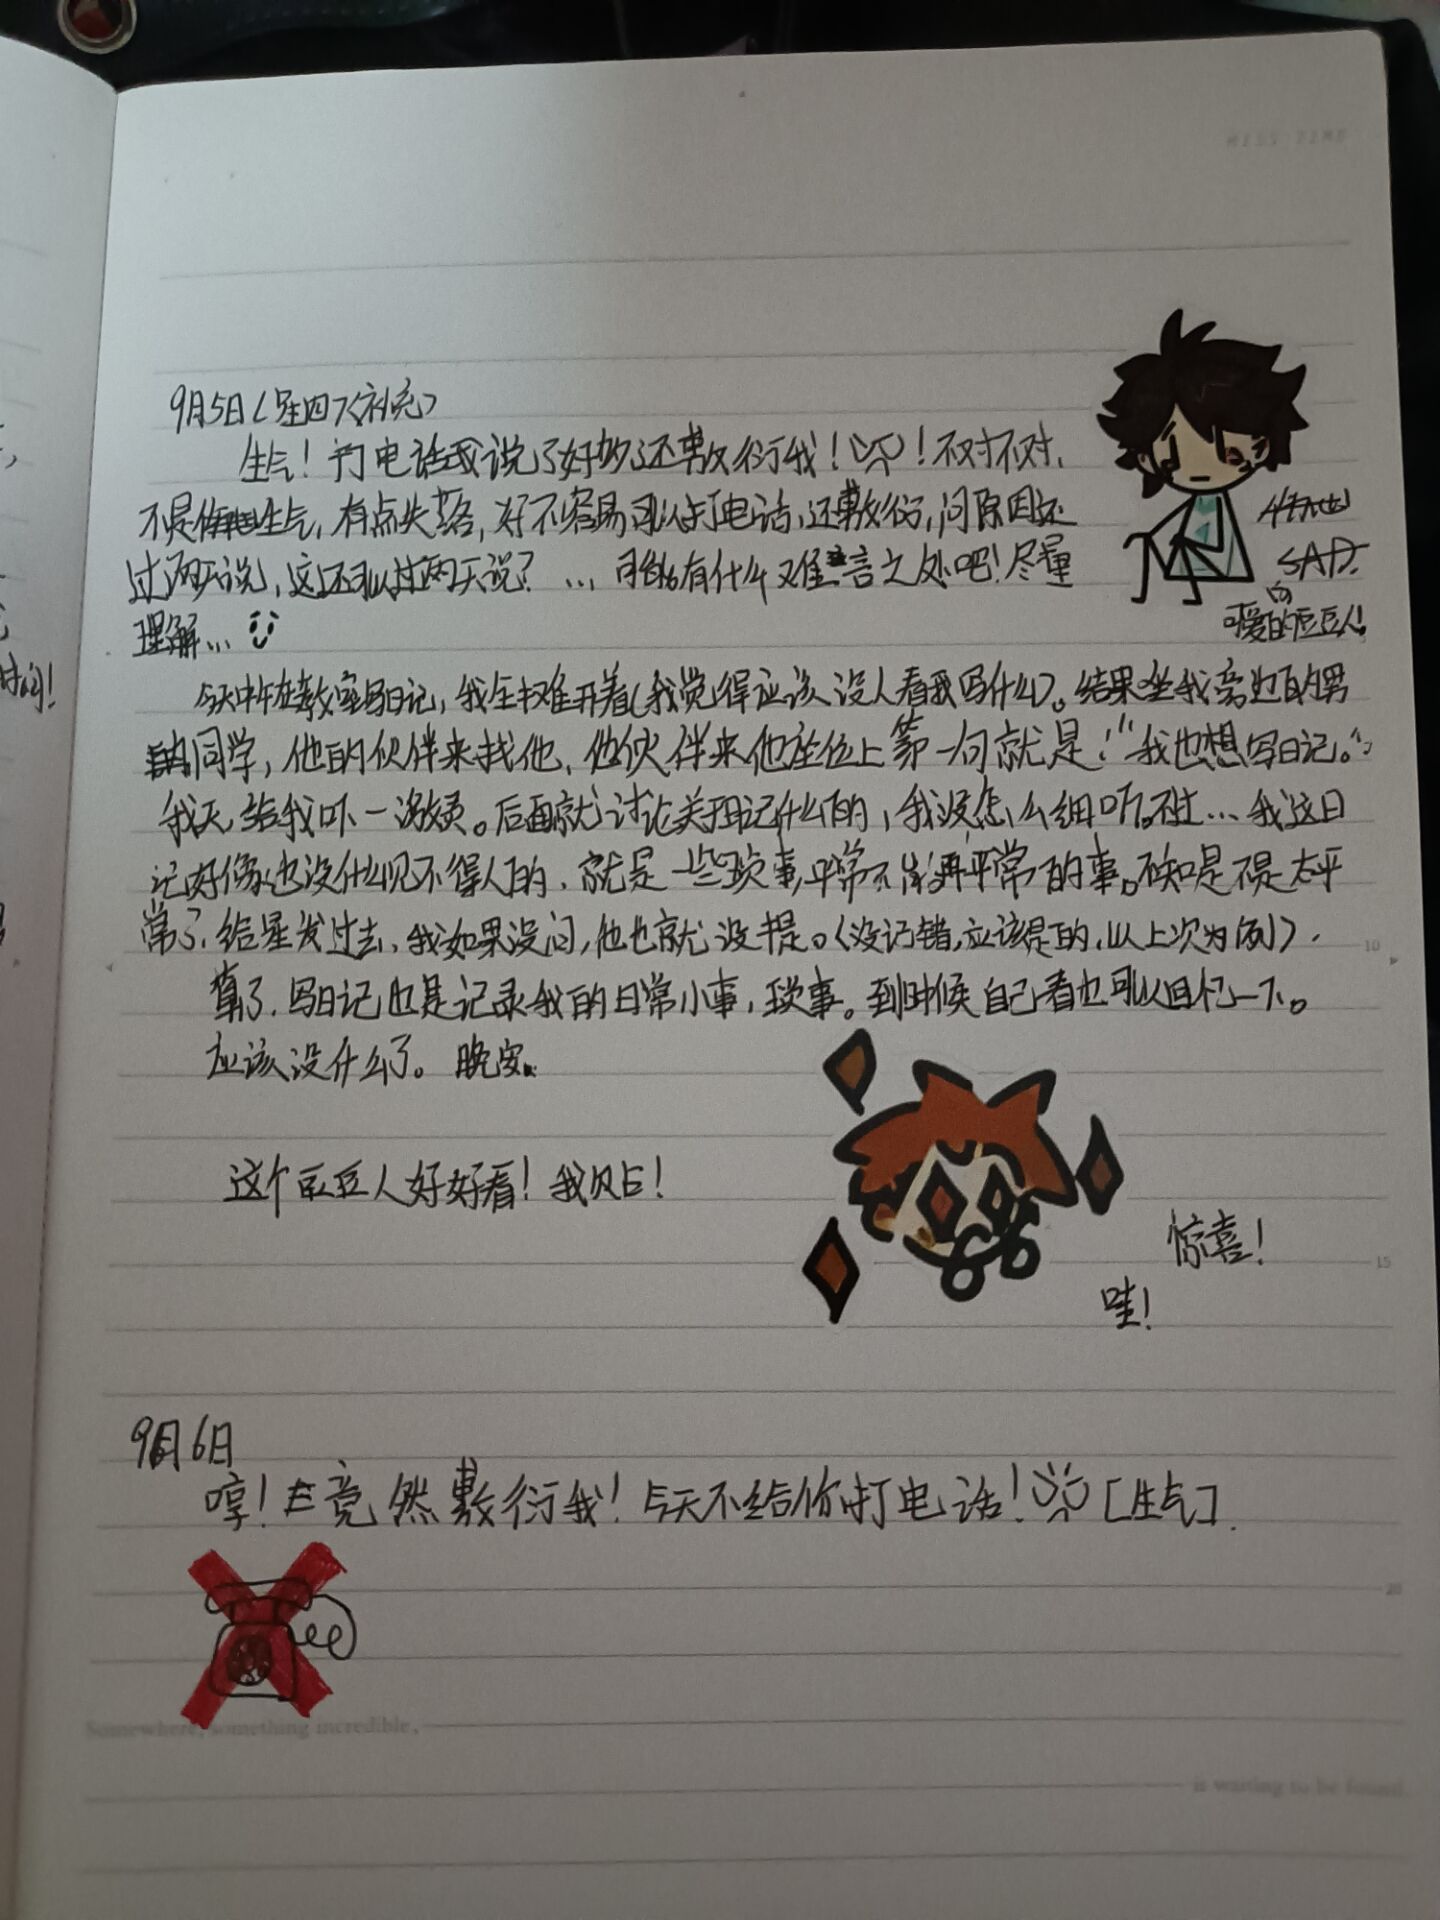 9月5日(星四)(补充)
生气!打电话我说了好的了还敷衍我!!不对不对,
不是生气,有点失落,好不容易可以打电话,还敷衍,问原因还
过两天说,这还可以过两天说?...可能有什么难言之处吧!尽量
理解...
SAD.
可爱的豆豆人!
今天中午在教室写日记,我全摊开着(我觉得应该没人看我写什么)。结果坐我旁边的男
同学,他的伙伴来找他,他伙伴来他座位上第一句就是:“我也想写日记。”
我天,给我吓一激灵。后面就讨论关于日记什么的,我没怎么细听。不过...我这日
记好像也没什么见不得人的,就是一些琐事,平常不能再平常的事。不知是不是太平
常了,给星发过去,我如果没问,他也就没提。(没记错,应该是的,以上次为例).
算了,写日记也是记录我的日常小事,琐事。到时候自己看也可以回忆一下。
应该没什么了。晚安。
这个豆豆人好好看!我贴!
惊喜!
哇!
9月6日
哼!竟然敷衍我!今天不给你打电话![生气].
Somewhere, something incredible,
is waiting to be found
10
15
20